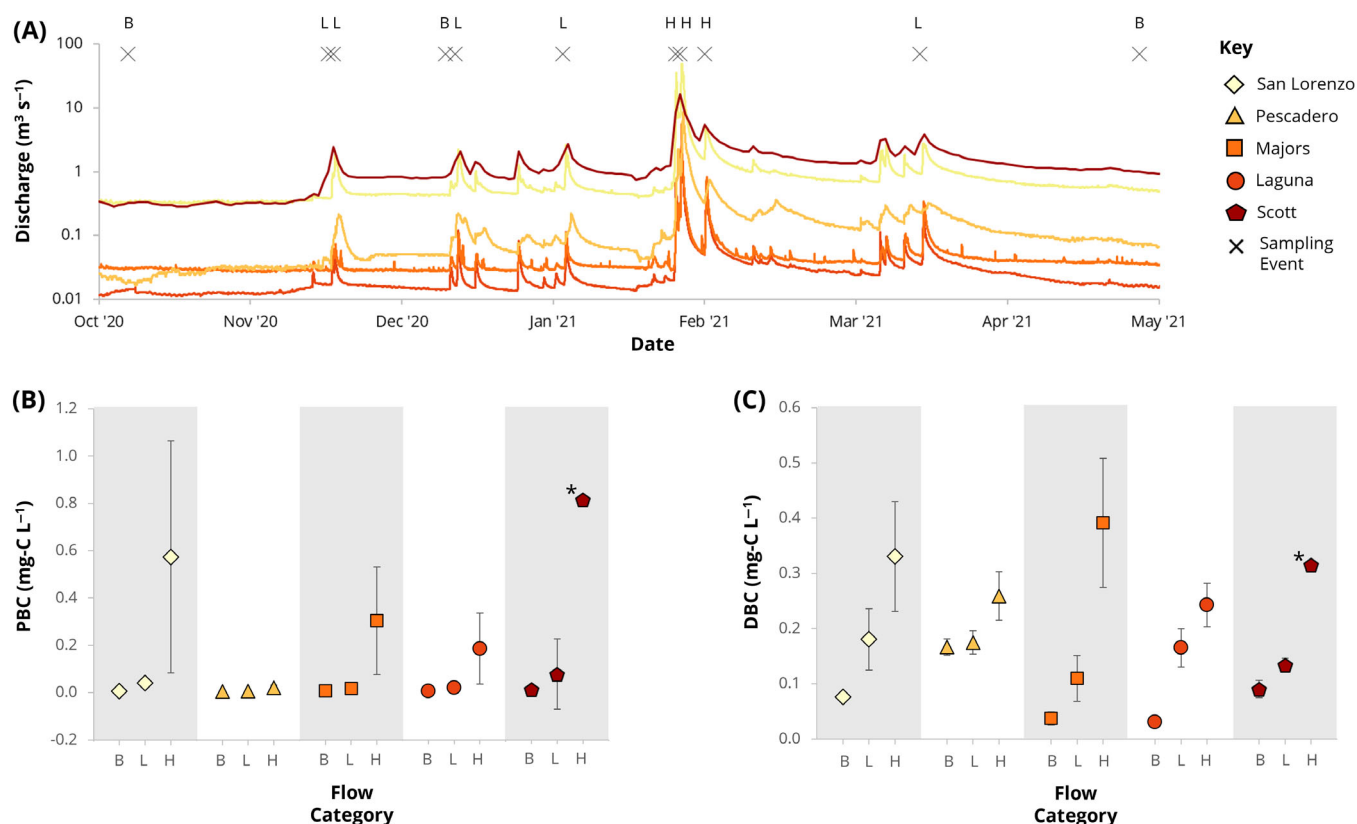 (A)
B L L B L L H H H L B
100
10
1
0.1
0.01
Discharge (m³ s⁻¹)
Oct '20 Nov '20 Dec '20 Jan '21 Feb '21 Mar '21 Apr '21 May '21
Date
Key
San Lorenzo
Pescadero
Majors
Laguna
Scott
Sampling
Event
(B)
1.2
1.0
0.8
0.6
0.4
0.2
0.0
-0.2
PBC (mg-C L⁻¹)
*
B L H B L H B L H B L H B L H
Flow
Category
(C)
0.6
0.5
0.4
0.3
0.2
0.1
0.0
DBC (mg-C L⁻¹)
*
B L H B L H B L H B L H B L H
Flow
Category